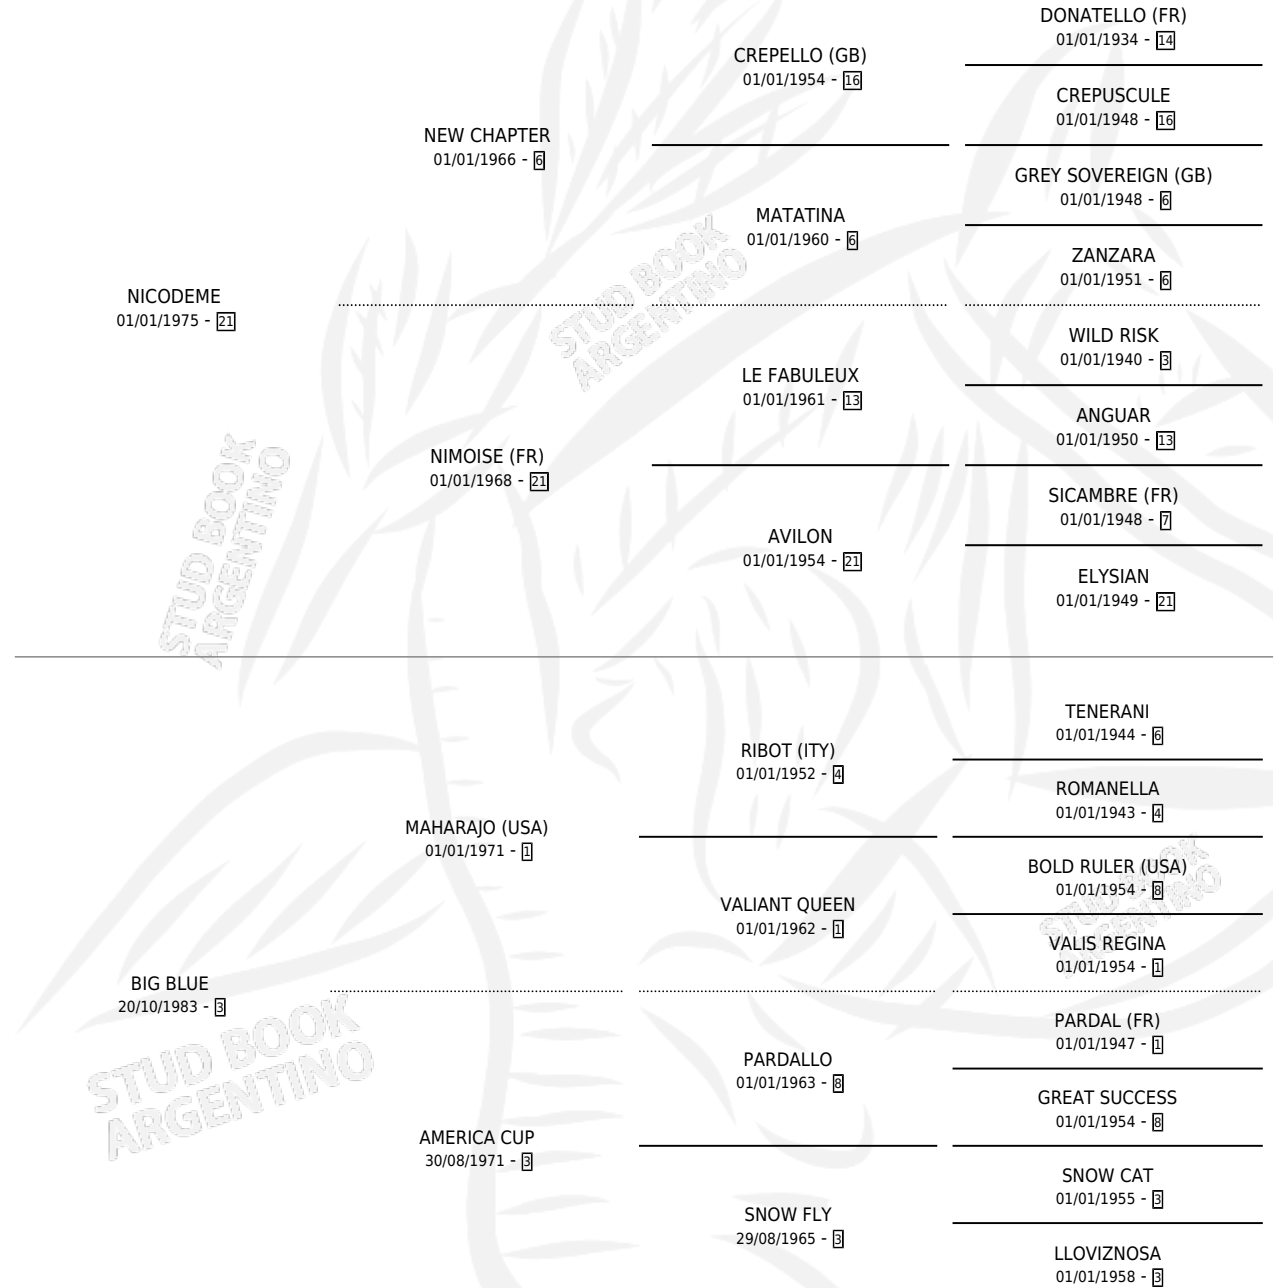 DONATELLO (FR)
01/01/1934 - 14
CREPELLO (GB)
01/01/1954 - 16
CREPUSCULE
01/01/1948 - 16
NEW CHAPTER
01/01/1966 - 6
GREY SOVEREIGN (GB)
01/01/1948 - 6
MATATINA
01/01/1960 - 6
ZANZARA
01/01/1951 - 6
NICODEME
01/01/1975 - 21
WILD RISK
01/01/1940 - 3
LE FABULEUX
01/01/1961 - 13
ANGUAR
01/01/1950 - 13
NIMOISE (FR)
01/01/1968 - 21
SICAMBRE (FR)
01/01/1948 - 7
AVILON
01/01/1954 - 21
ELYSIAN
01/01/1949 - 21
TENERANI
01/01/1944 - 6
RIBOT (ITY)
01/01/1952 - 4
ROMANELLA
01/01/1943 - 4
MAHARAJO (USA)
01/01/1971 - 1
BOLD RULER (USA)
01/01/1954 - 8
VALIANT QUEEN
01/01/1962 - 1
VALIS REGINA
01/01/1954 - 1
BIG BLUE
20/10/1983 - 3
PARDAL (FR)
01/01/1947 - 1
PARDALLO
01/01/1963 - 8
GREAT SUCCESS
01/01/1954 - 8
AMERICA CUP
30/08/1971 - 3
SNOW CAT
01/01/1955 - 3
SNOW FLY
29/08/1965 - 3
LLOVIZNOSA
01/01/1958 - 3
STUD BOOK
ARGENTINO
STUD BOOK
ARGENTINO
STUD BOOK
ARGENTINO
STUD BOOK
ARGENTINO